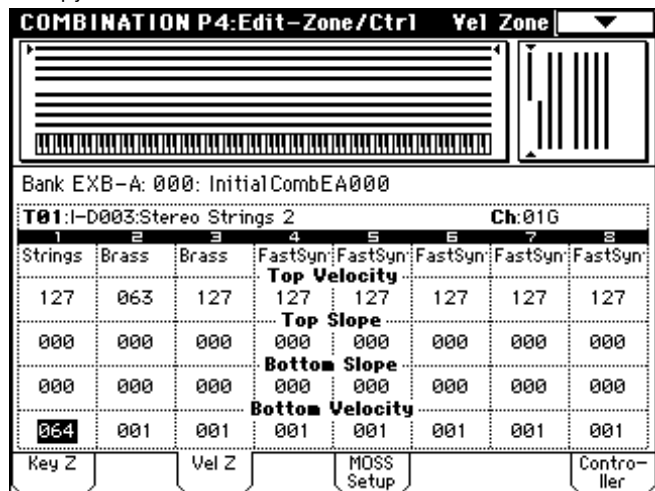 COMBINATION P4:Edit-Zone/Ctrl Vel Zone
Bank EXB-A: 000: InitialCombEA000
T01:I-D003:Stereo Strings 2 Ch:01G
1 2 3 4 5 6 7 8
Strings Brass Brass FastSyn FastSyn FastSyn FastSyn FastSyn
Top Velocity
127 063 127 127 127 127 127 127
Top Slope
000 000 000 000 000 000 000 000
Bottom Slope
000 000 000 000 000 000 000 000
Bottom Velocity
064 001 001 001 001 001 001 001
Key Z Vel Z MOSS Setup Contro-ller